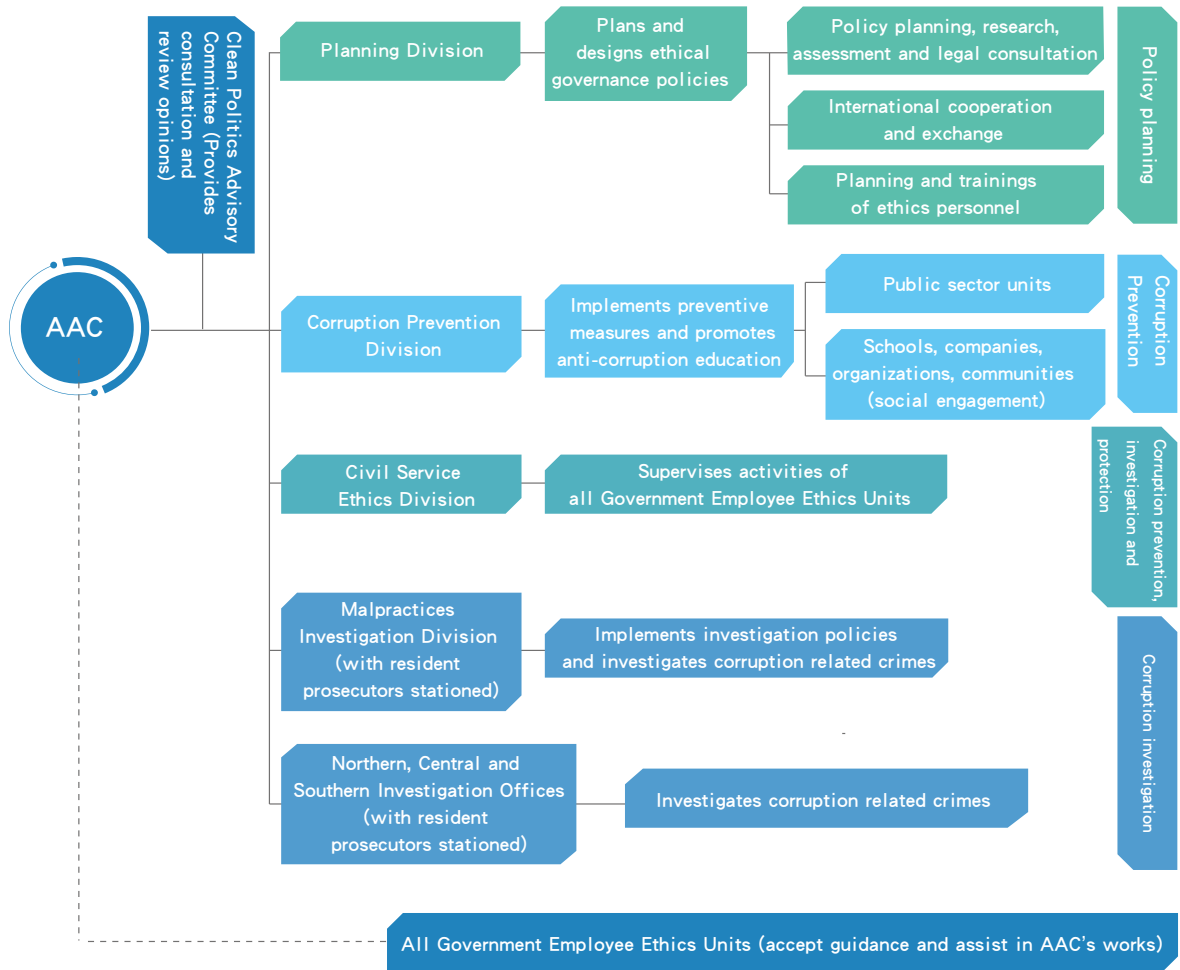 AAC
Clean Politics Advisory
Committee (Provides
consultation and
review opinions)
Planning Division
Plans and
designs ethical
governance policies
Policy planning, research,
assessment and legal consultation
International cooperation
and exchange
Planning and trainings
of ethics personnel
Policy planning
Corruption Prevention
Division
Implements preventive
measures and promotes
anti-corruption education
Public sector units
Schools, companies,
organizations, communities
(social engagement)
Corruption
Prevention
Civil Service
Ethics Division
Supervises activities of
all Government Employee Ethics Units
Corruption prevention,
investigation and
protection
Malpractices
Investigation Division
(with resident
prosecutors stationed)
Implements investigation policies
and investigates corruption related crimes
Northern, Central and
Southern Investigation Offices
(with resident
prosecutors stationed)
Investigates corruption related crimes
Corruption investigation
All Government Employee Ethics Units (accept guidance and assist in AAC's works)